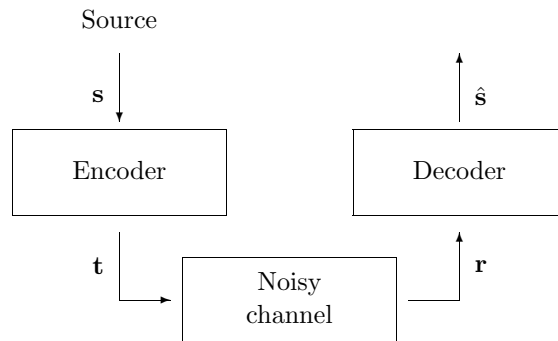 Source
s
ŝ
Encoder
Decoder
t
r
Noisy
channel